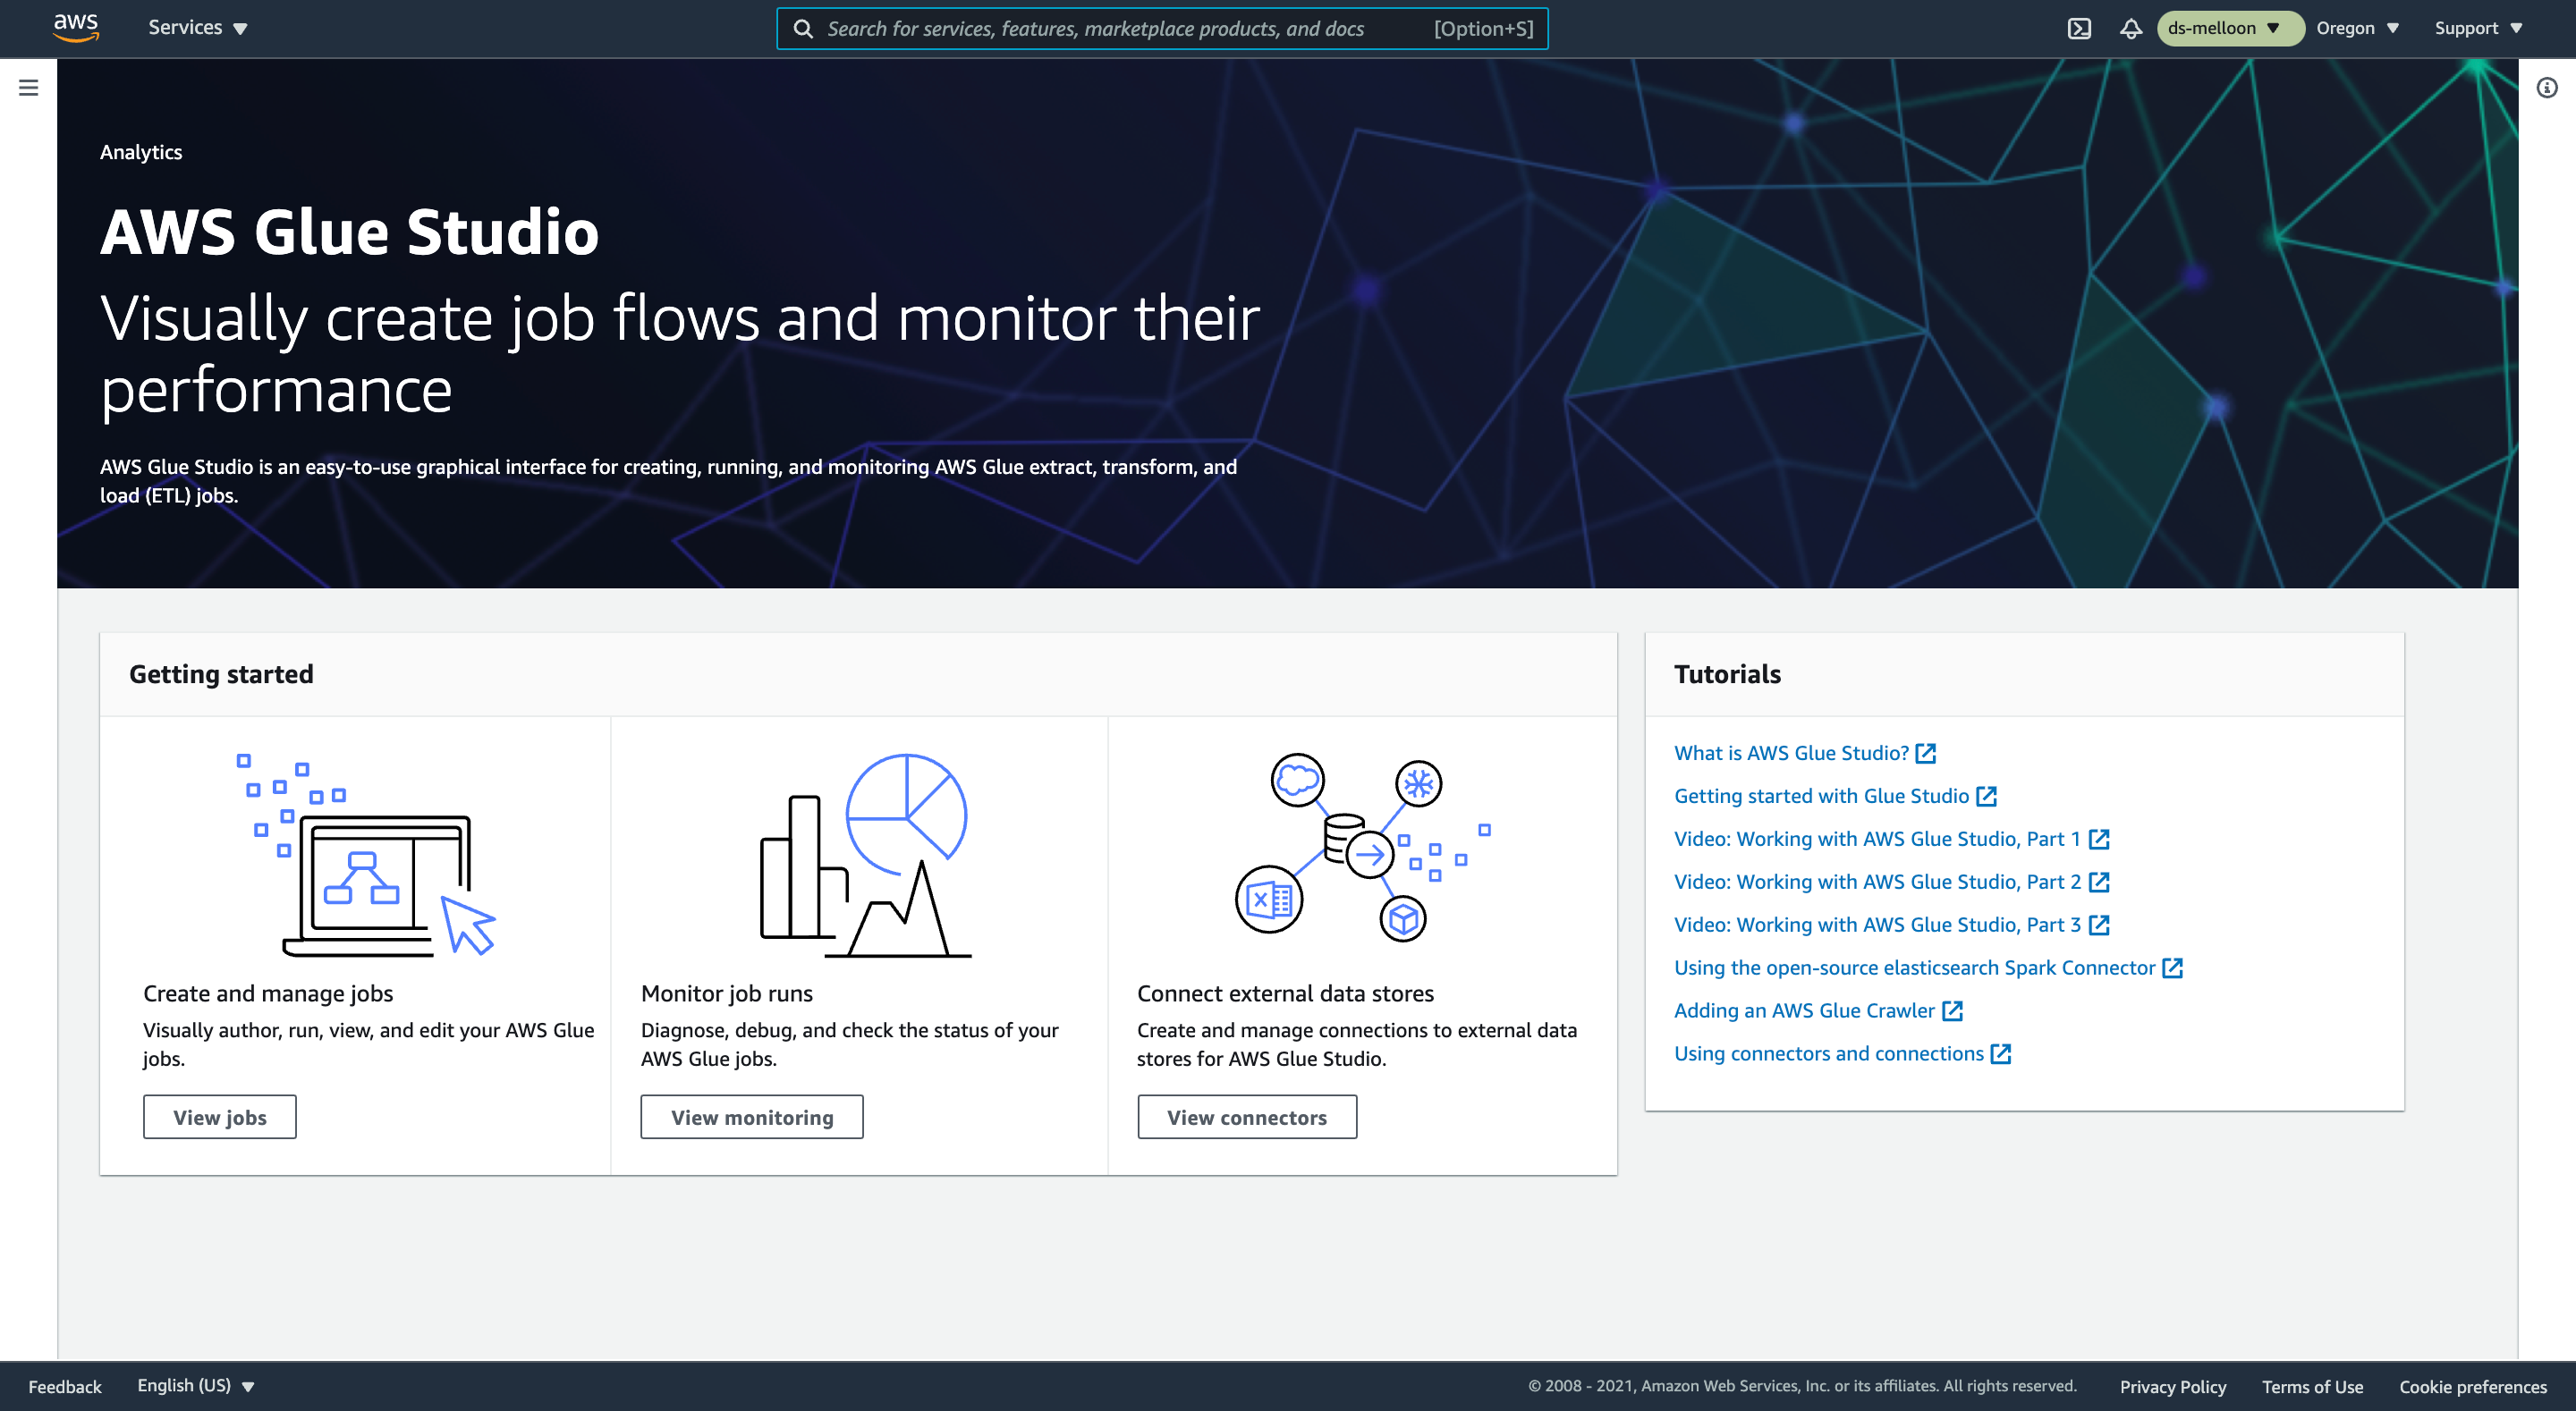 aws
Services
Search for services, features, marketplace products, and docs [Option+S]
ds-melloon
Oregon
Support
Analytics
AWS Glue Studio
Visually create job flows and monitor their
performance
AWS Glue Studio is an easy-to-use graphical interface for creating, running, and monitoring AWS Glue extract, transform, and
load (ETL) jobs.
Getting started
Create and manage jobs
Visually author, run, view, and edit your AWS Glue
jobs.
View jobs
Monitor job runs
Diagnose, debug, and check the status of your
AWS Glue jobs.
View monitoring
Connect external data stores
Create and manage connections to external data
stores for AWS Glue Studio.
View connectors
Tutorials
What is AWS Glue Studio?
Getting started with Glue Studio
Video: Working with AWS Glue Studio, Part 1
Video: Working with AWS Glue Studio, Part 2
Video: Working with AWS Glue Studio, Part 3
Using the open-source elasticsearch Spark Connector
Adding an AWS Glue Crawler
Using connectors and connections
Feedback
English (US)
© 2008 - 2021, Amazon Web Services, Inc. or its affiliates. All rights reserved.
Privacy Policy
Terms of Use
Cookie preferences